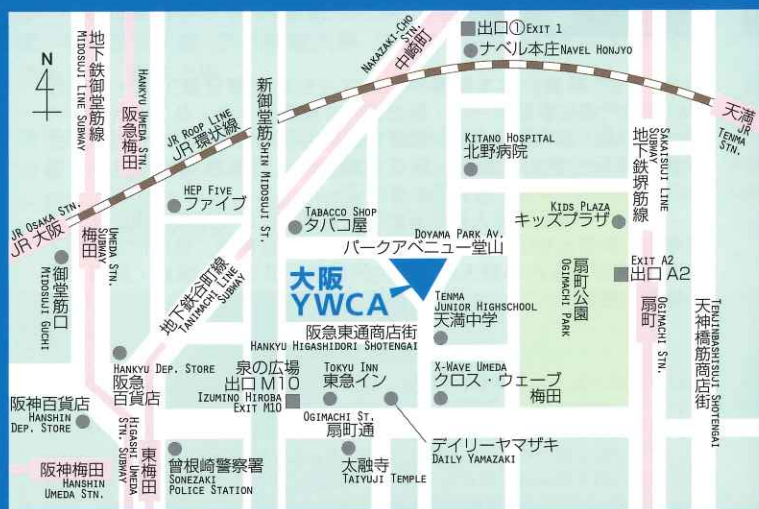 N
地下鉄御堂筋線
MIDOSUJI LINE SUBWAY
HANKYU UMEDA STN.
阪急梅田
JR ROOP LINE
JR 環状線
新御堂筋
SHIN MIDOSUJI ST.
NAKAZAKI-CHO STN.
中崎町
出口① EXIT 1
ナベル本庄 NAVEL HONJYO
天満
JR TENMA STN.
KITANO HOSPITAL
北野病院
SAKAISUJI LINE SUBWAY
地下鉄堺筋線
HEP FIVE
ファイブ
TABACCO SHOP
タバコ屋
KIDS PLAZA
キッズプラザ
DOYAMA PARK AV.
パークアベニュー堂山
JR OSAKA STN.
JR 大阪
UMEDA STN. SUBWAY
梅田
御堂筋口
MIDOSUJI GUCHI
地下鉄谷町線
TANIMACHI LINE SUBWAY
大阪
YWCA
扇町公園
OGIMACHI PARK
EXIT A2
出口 A2
扇町
OGIMACHI STN.
天神橋筋商店街
TENJINBASHITSUJI SHOTENGAI
TENMA JUNIOR HIGHSCHOOL
天満中学
阪急東通商店街
HANKYU HIGASHIDORI SHOTENGAI
HANKYU DEP. STORE
阪急百貨店
泉の広場
出口 M10
IZUMINO HIROBA
EXIT M10
TOKYU INN
東急イン
X-WAVE UMEDA
クロス・ウェーブ
梅田
阪神百貨店
HANSHIN DEP. STORE
OGIMACHI ST.
扇町通
デイリーヤマザキ
DAILY YAMAZAKI
東梅田
HIGASHI UMEDA STN. SUBWAY
阪神梅田
HANSHIN UMEDA STN.
曾根崎警察署
SONEZAKI POLICE STATION
太融寺
TAIYUJI TEMPLE